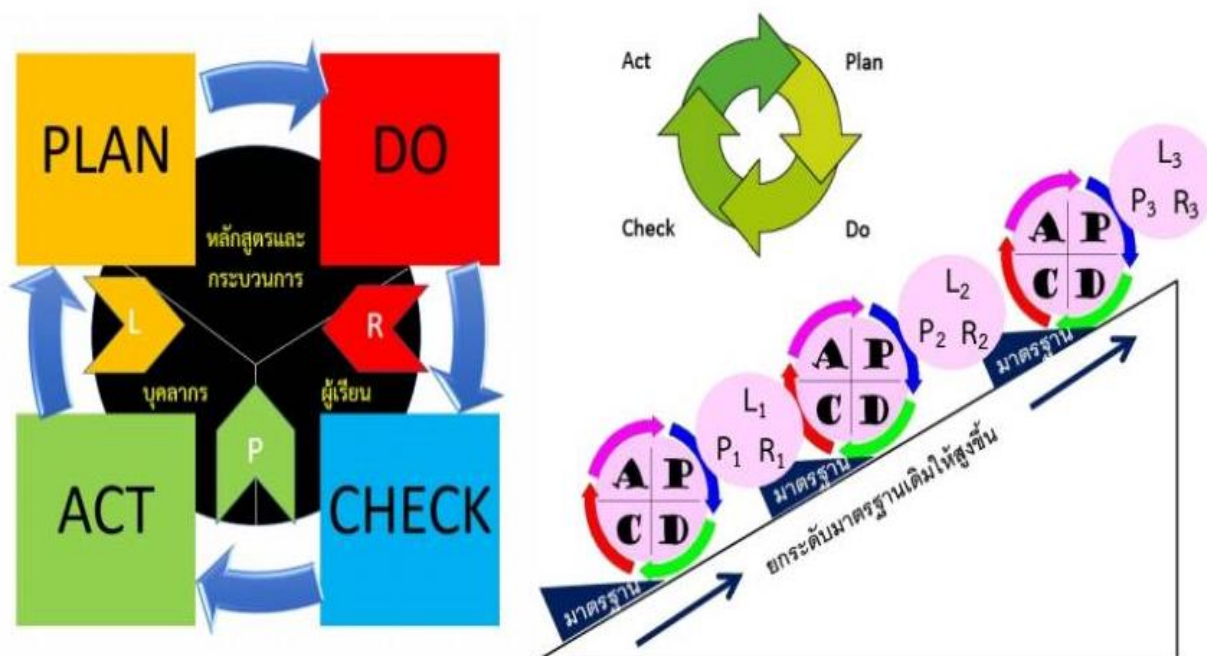 PLAN
DO
หลักสูตรและ
กระบวนการ
L
R
บุคลากร
ผู้เรียน
P
ACT
CHECK
Act
Plan
Check
Do
A P
C D
มาตรฐาน
L₁
P₁ R₁
A P
C D
มาตรฐาน
L₂
P₂ R₂
A P
C D
มาตรฐาน
L₃
P₃ R₃
ยกระดับมาตรฐานเดิมให้สูงขึ้น